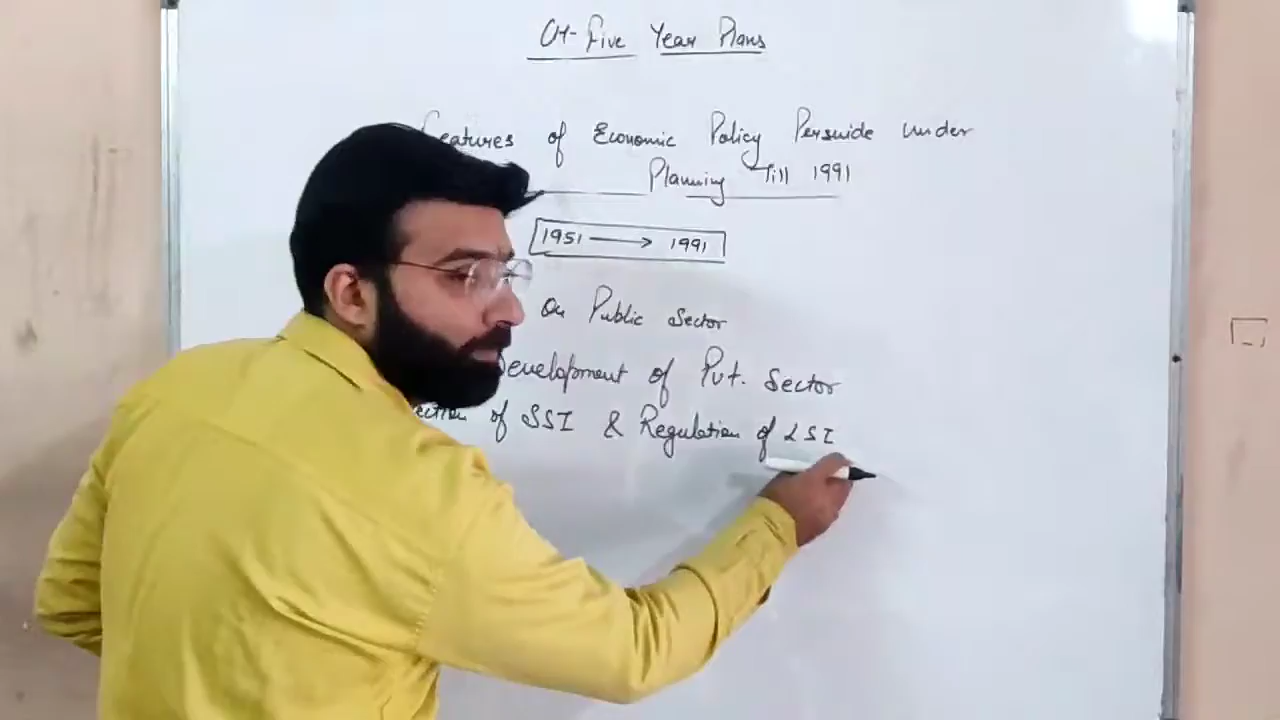 CH- Five Year Plans
Features of Economic Policy Persuide under
Planning Till 1991
1951 → 1991
On Public Sector
Development of Pvt. Sector
of SSI & Regulation of LSI